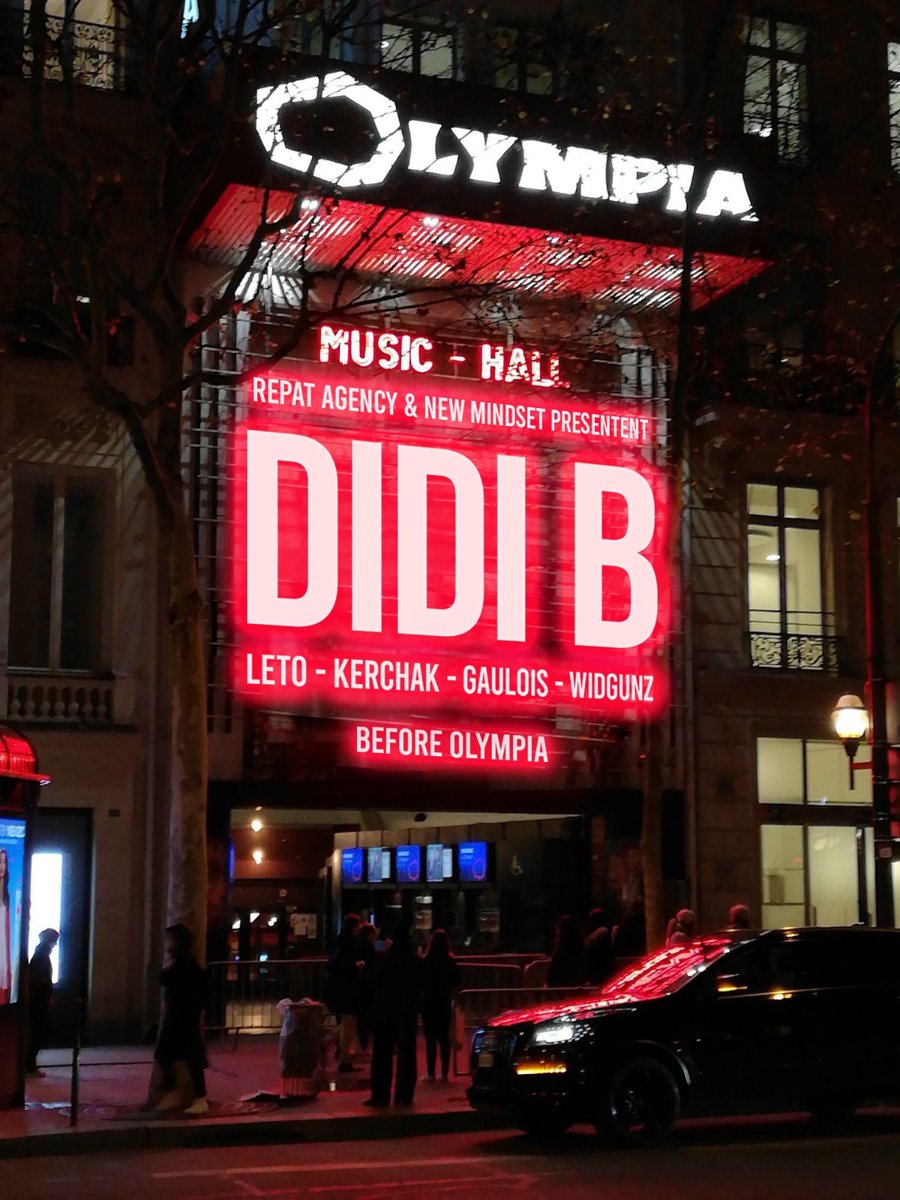 OLYMPIA
MUSIC - HALL
REPAT AGENCY & NEW MINDSET PRESENTENT
DIDI B
LETO - KERCHAK - GAULOIS - WIDGUNZ
BEFORE OLYMPIA